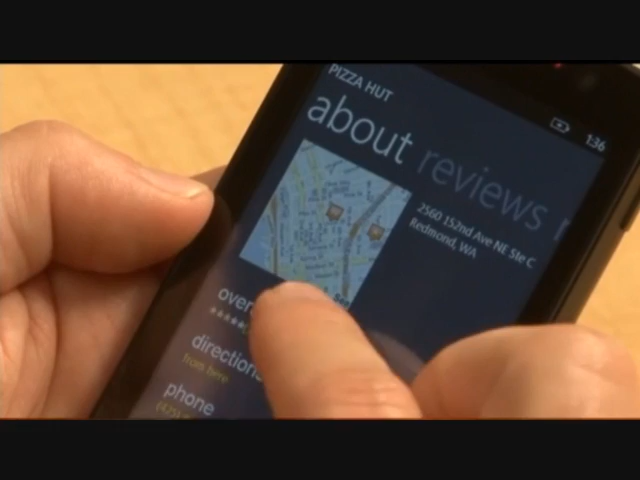 1:36
PIZZA HUT
about reviews
2560 152nd Ave NE Ste C
Redmond, WA
directions
from here
phone